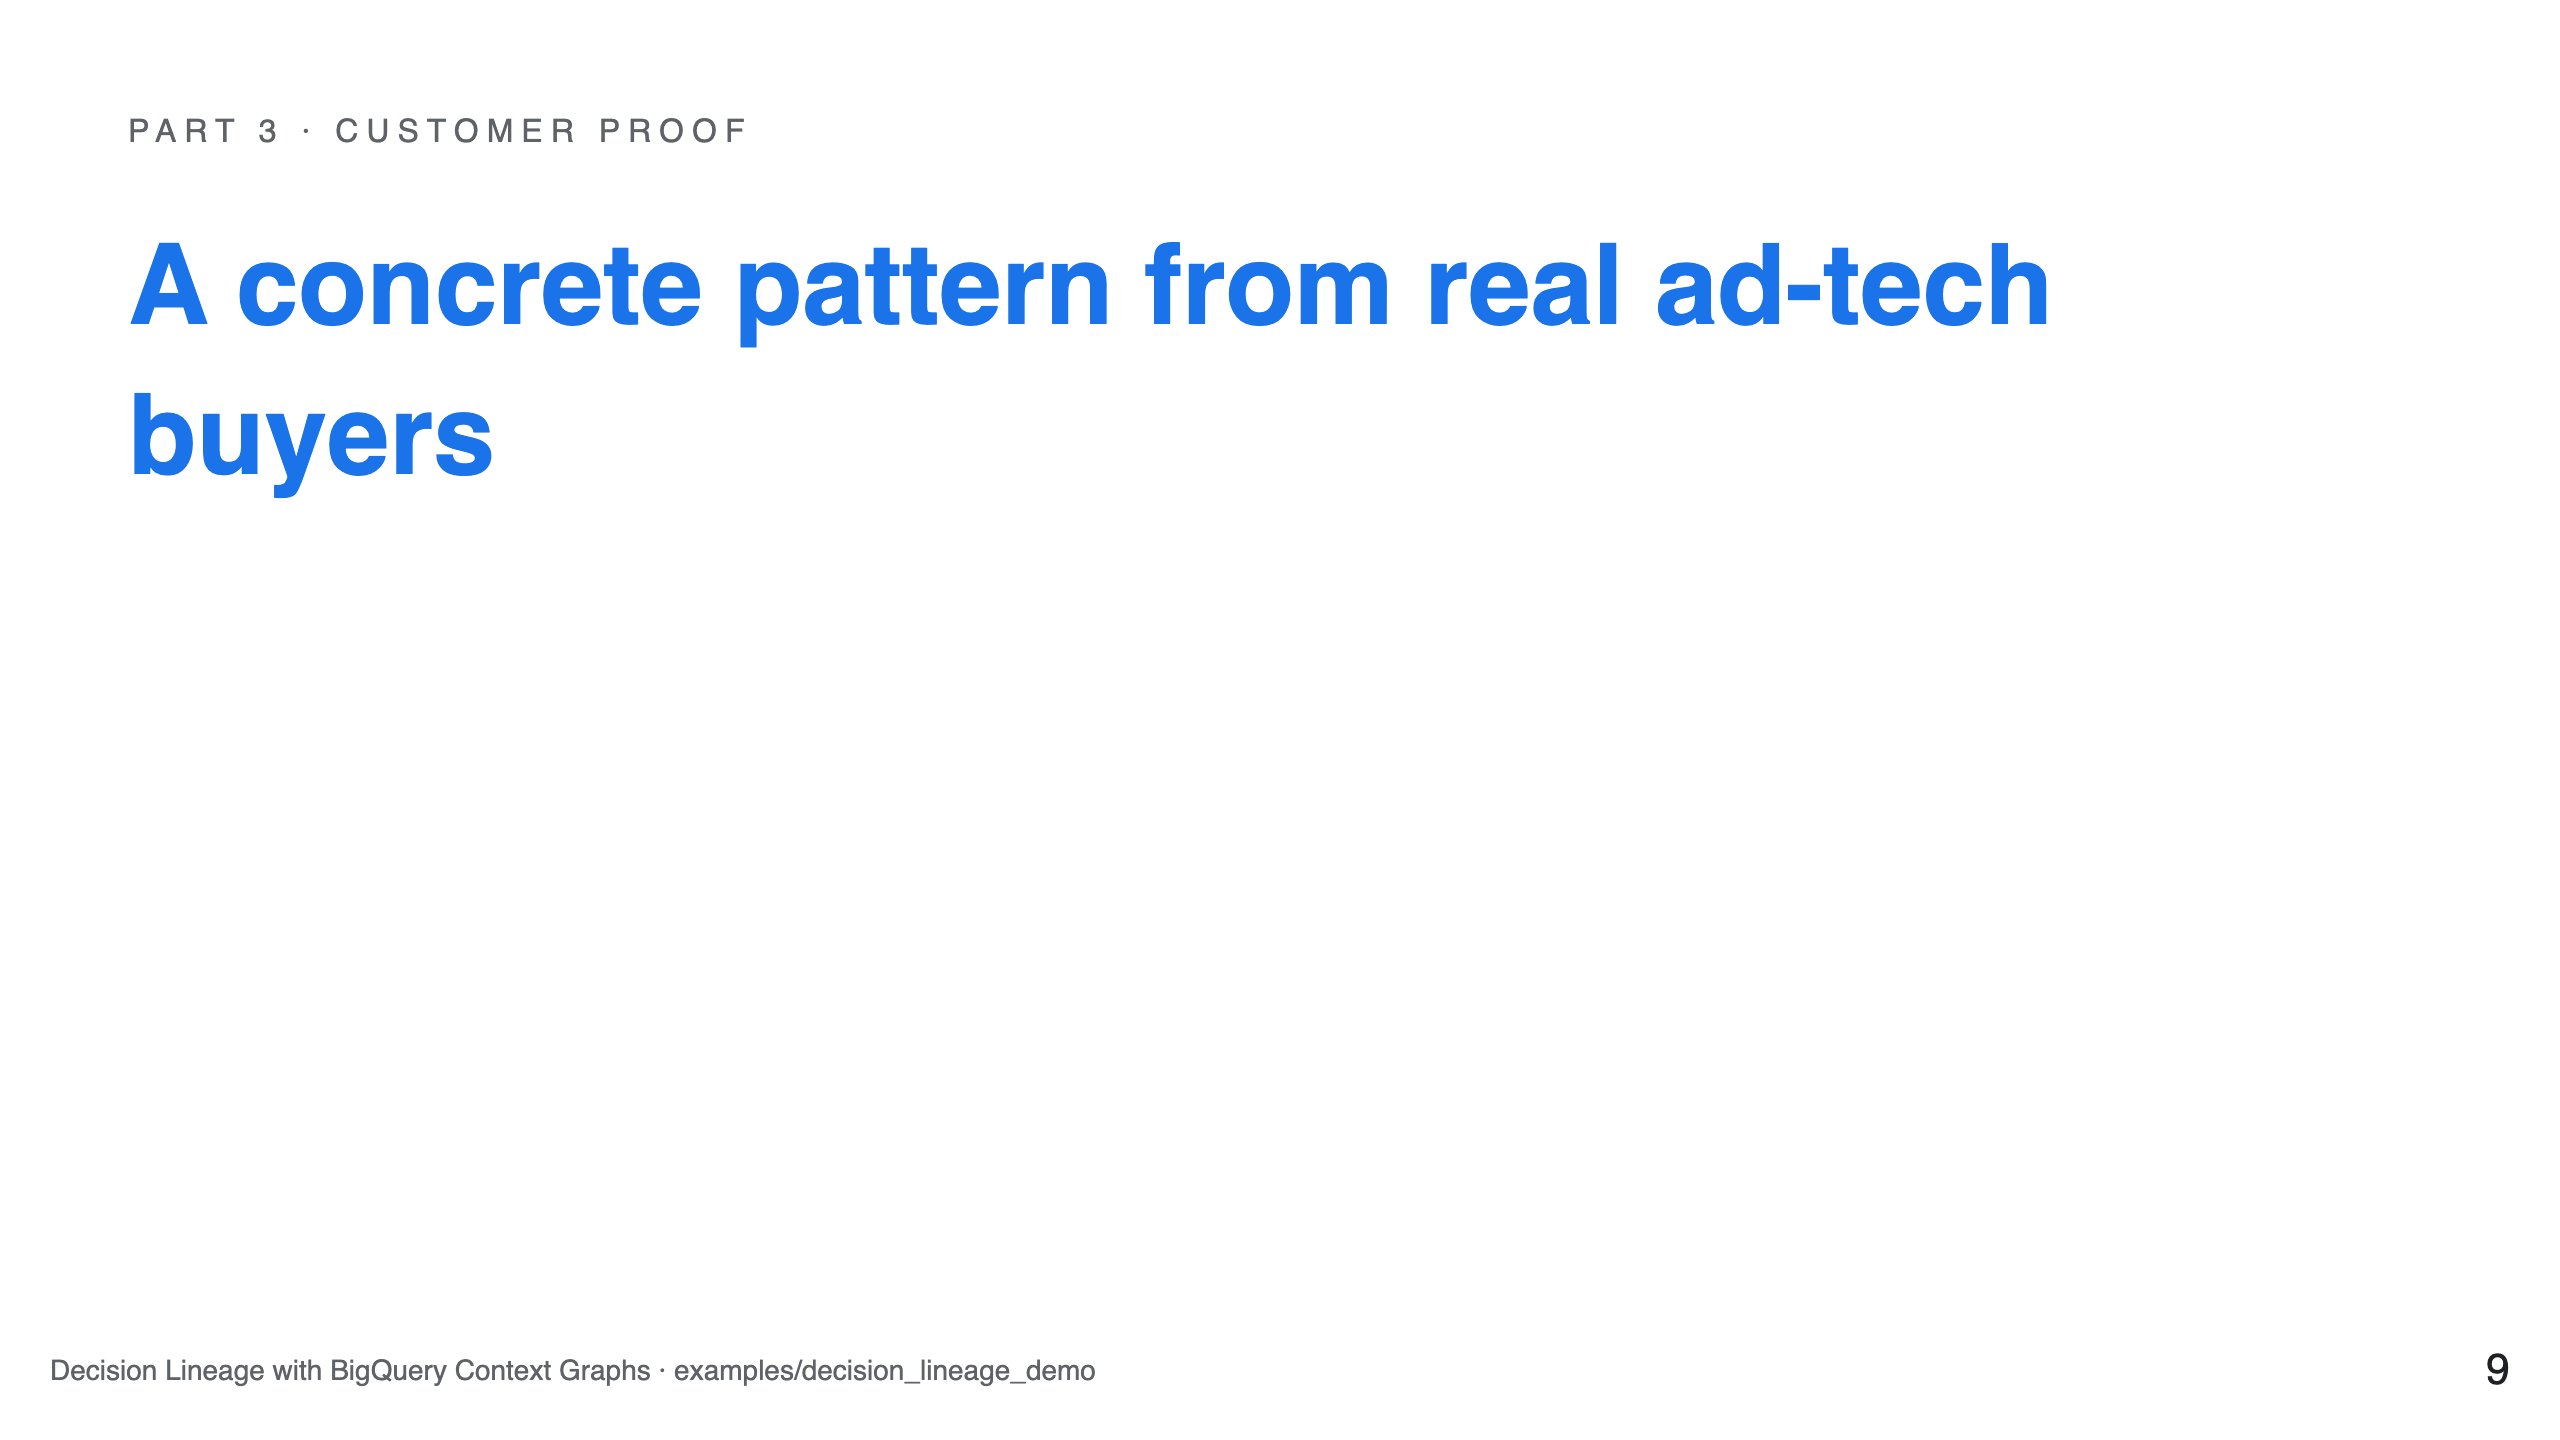 PART 3 · CUSTOMER PROOF
A concrete pattern from real ad-tech
buyers
Decision Lineage with BigQuery Context Graphs · examples/decision_lineage_demo
9